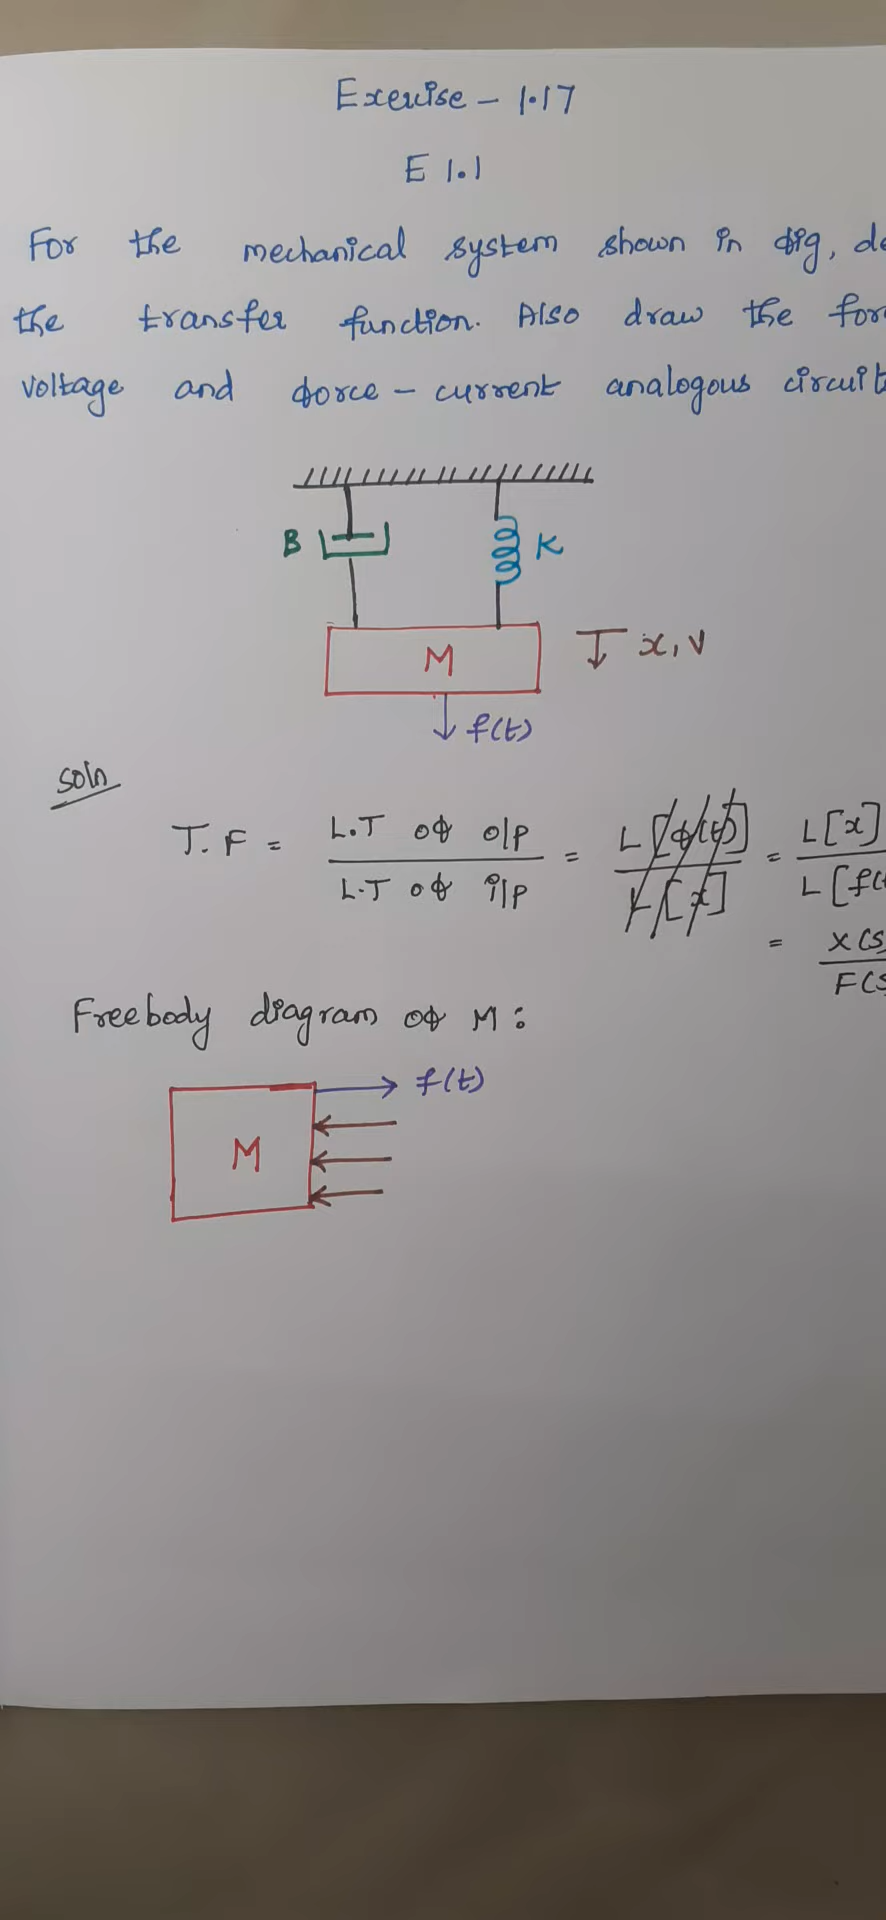 Exercise - 1.17
E 1.1
For the mechanical system shown in fig, de
the transfer function. Also draw the for
voltage and force - current analogous circuit
B
K
M
x, v
f(t)
soln
T.F = L.T of o/p / L.T of i/p = L[f(t)] / L[x] = L[x] / L[f(
= X(s / F(s
Freebody diagram of M:
f(t)
M